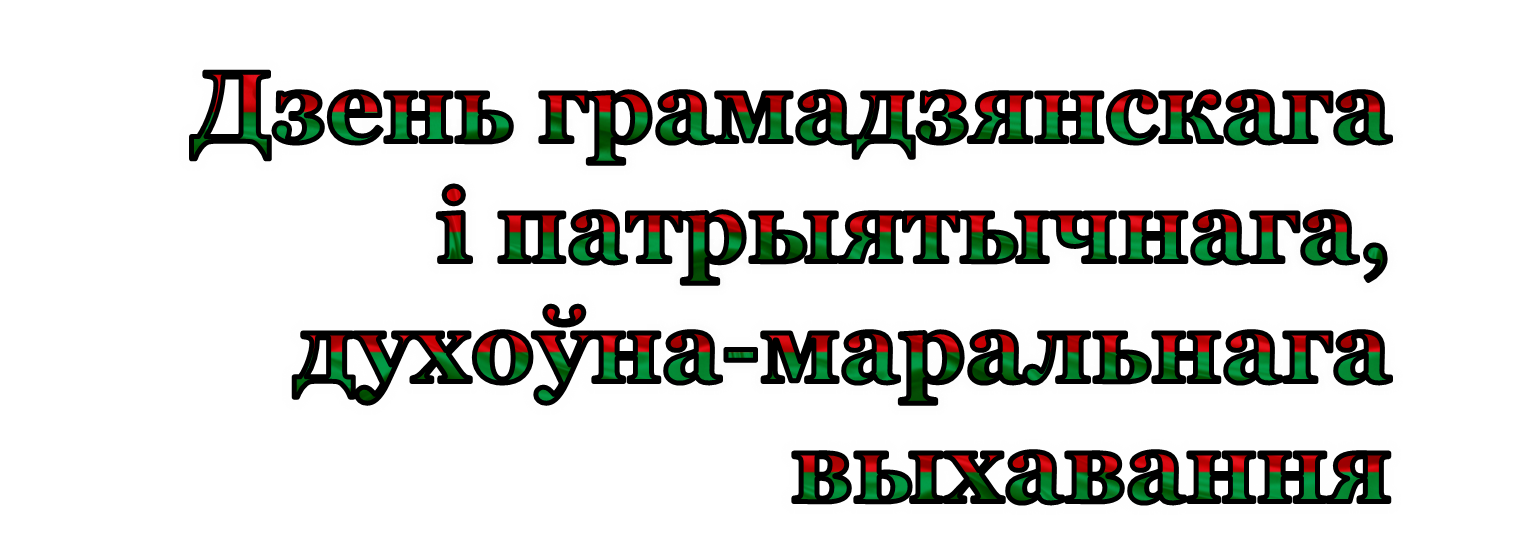 Дзень грамадзянскага
і патрыятычнага,
духоўна-маральнага
выхавання